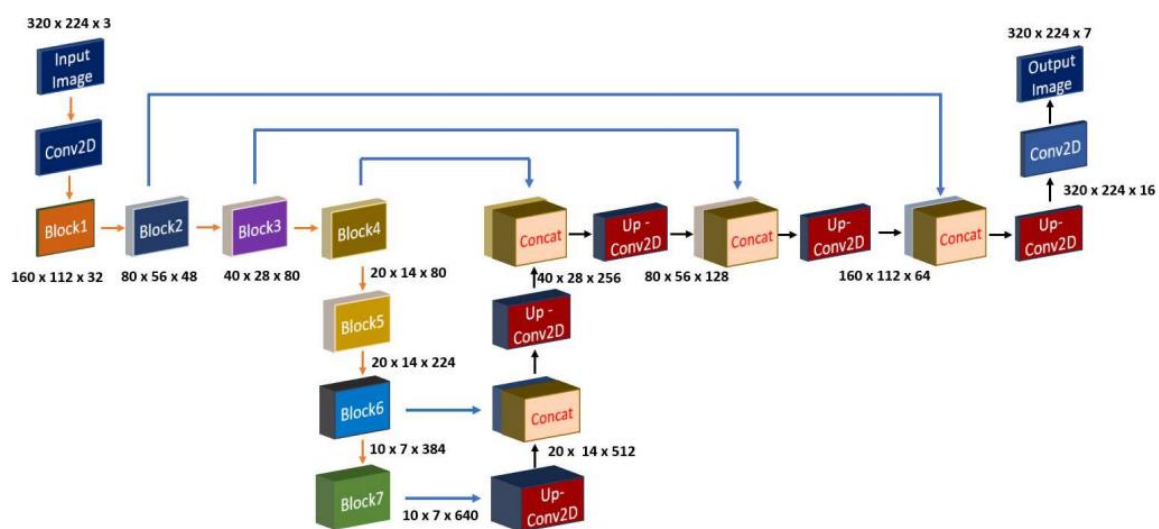 320 x 224 x 3
Input
Image
Conv2D
Block1
160 x 112 x 32
Block2
80 x 56 x 48
Block3
40 x 28 x 80
Block4
20 x 14 x 80
Block5
20 x 14 x 224
Block6
10 x 7 x 384
Block7
10 x 7 x 640
Up-
Conv2D
20 x 14 x 512
Concat
Up -
Conv2D
40 x 28 x 256
Concat
Up -
Conv2D
80 x 56 x 128
Concat
Up-
Conv2D
160 x 112 x 64
Concat
Up-
Conv2D
320 x 224 x 16
Conv2D
Output
Image
320 x 224 x 7